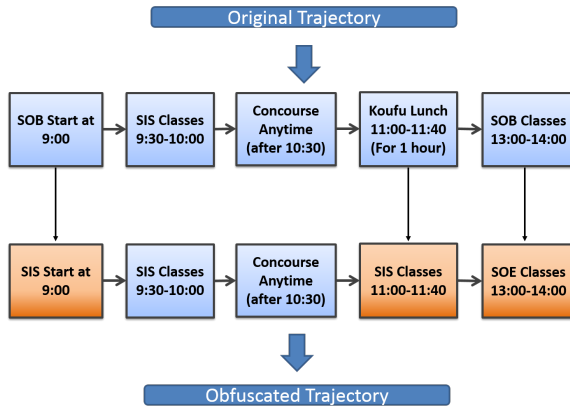 Original Trajectory
SOB Start at
9:00
SIS Classes
9:30-10:00
Concourse
Anytime
(after 10:30)
Koufu Lunch
11:00-11:40
(For 1 hour)
SOB Classes
13:00-14:00
SIS Start at
9:00
SIS Classes
9:30-10:00
Concourse
Anytime
(after 10:30)
SIS Classes
11:00-11:40
SOE Classes
13:00-14:00
Obfuscated Trajectory